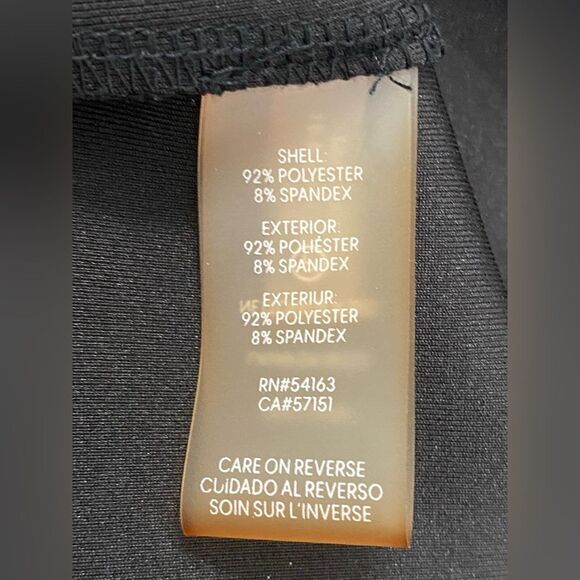 SHELL:
92% POLYESTER
8% SPANDEX
EXTERIOR:
92% POLIÉSTER
8% SPANDEX
EXTERIUR:
92% POLYESTER
8% SPANDEX
RN#54163
CA#57151
CARE ON REVERSE
CUIDADO AL REVERSO
SOIN SUR L'INVERSE